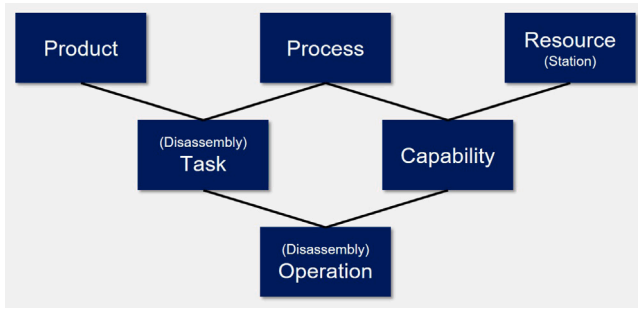 Product
Process
Resource
(Station)
(Disassembly)
Task
Capability
(Disassembly)
Operation